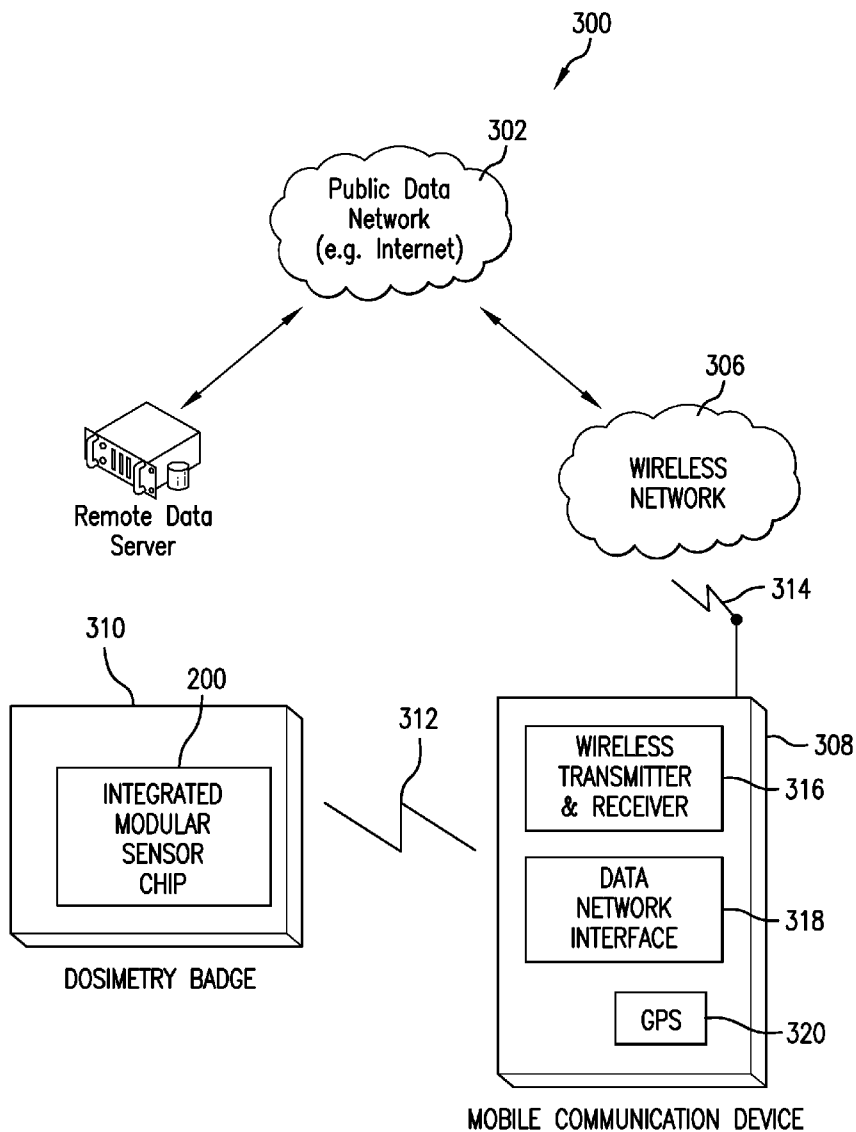 300
302
Public Data
Network
(e.g. Internet)
306
WIRELESS
NETWORK
Remote Data
Server
314
310
200
312
INTEGRATED
MODULAR
SENSOR
CHIP
DOSIMETRY BADGE
308
WIRELESS
TRANSMITTER
& RECEIVER
316
DATA
NETWORK
INTERFACE
318
GPS
320
MOBILE COMMUNICATION DEVICE